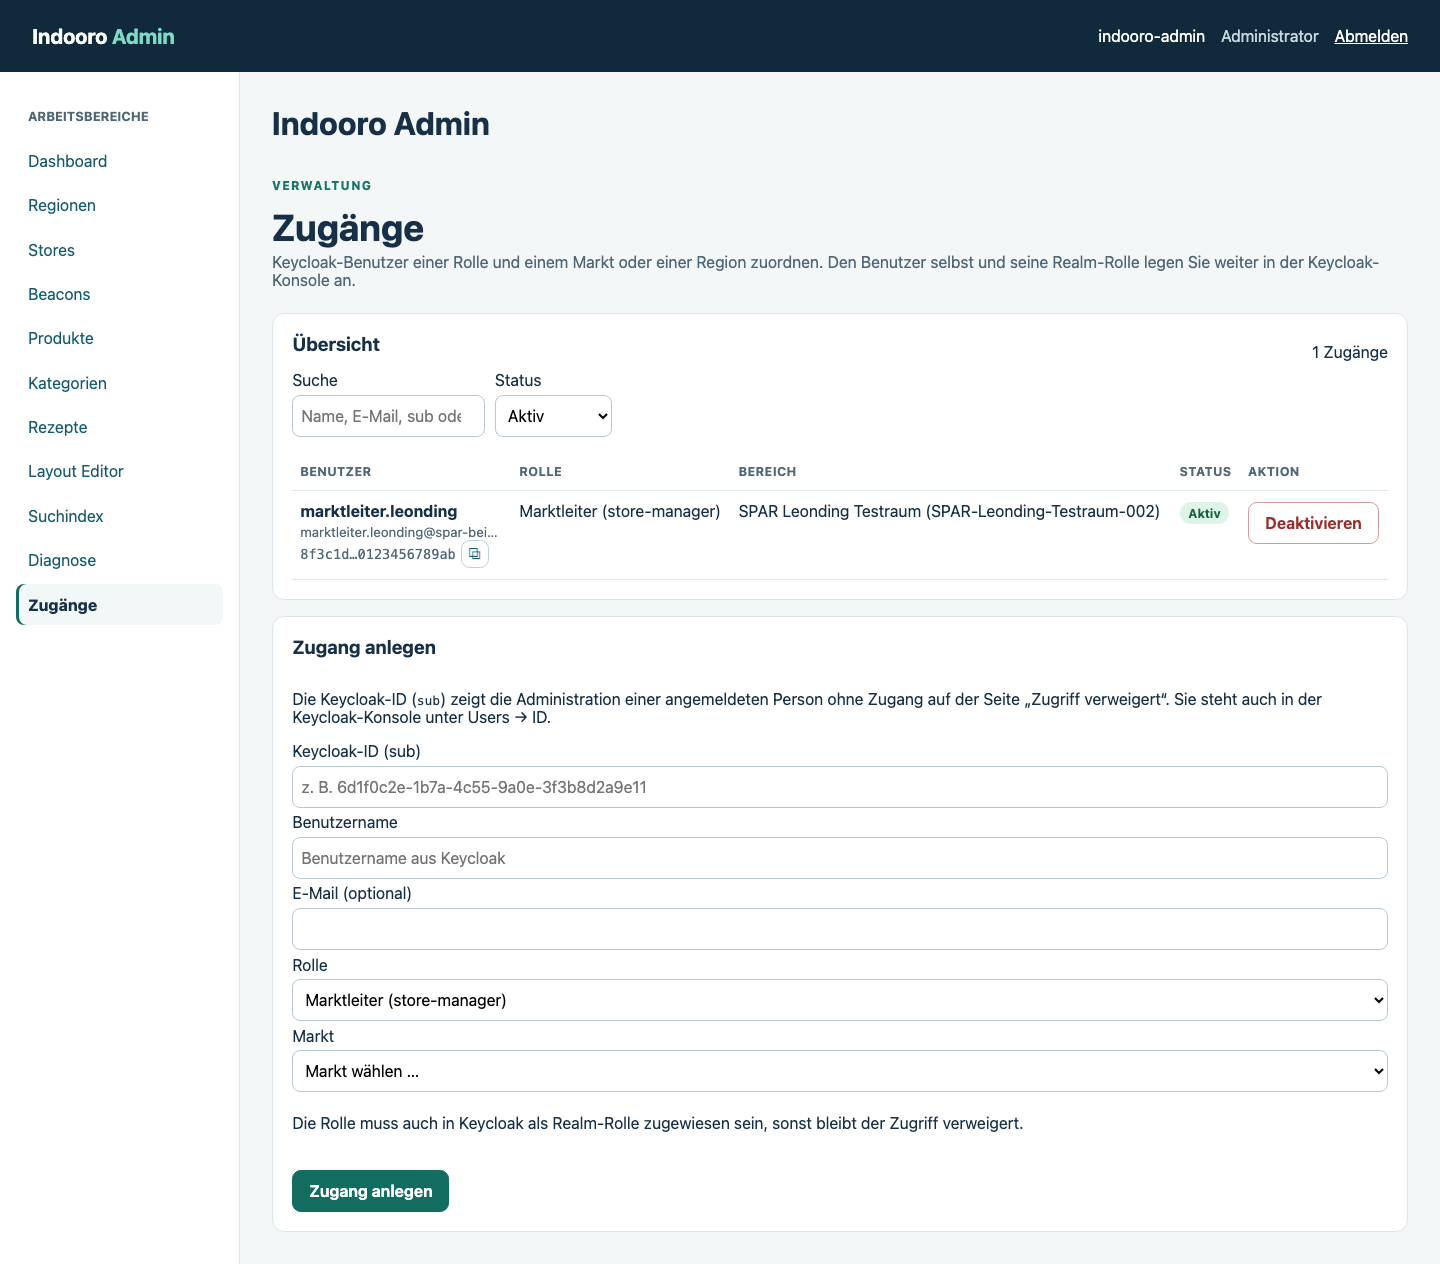 Indooro Admin
indooro-admin Administrator Abmelden
ARBEITSBEREICHE
Dashboard
Regionen
Stores
Beacons
Produkte
Kategorien
Rezepte
Layout Editor
Suchindex
Diagnose
Zugänge
Indooro Admin
VERWALTUNG
Zugänge
Keycloak-Benutzer einer Rolle und einem Markt oder einer Region zuordnen. Den Benutzer selbst und seine Realm-Rolle legen Sie weiter in der Keycloak-
Konsole an.
Übersicht
1 Zugänge
Suche Status
Name, E-Mail, sub ode Aktiv
BENUTZER ROLLE BEREICH STATUS AKTION
marktleiter.leonding Marktleiter (store-manager) SPAR Leonding Testraum (SPAR-Leonding-Testraum-002) Aktiv Deaktivieren
marktleiter.leonding@spar-bei...
8f3c1d…0123456789ab
Zugang anlegen
Die Keycloak-ID (sub) zeigt die Administration einer angemeldeten Person ohne Zugang auf der Seite „Zugriff verweigert“. Sie steht auch in der
Keycloak-Konsole unter Users → ID.
Keycloak-ID (sub)
z. B. 6d1f0c2e-1b7a-4c55-9a0e-3f3b8d2a9e11
Benutzername
Benutzername aus Keycloak
E-Mail (optional)
Rolle
Marktleiter (store-manager)
Markt
Markt wählen ...
Die Rolle muss auch in Keycloak als Realm-Rolle zugewiesen sein, sonst bleibt der Zugriff verweigert.
Zugang anlegen